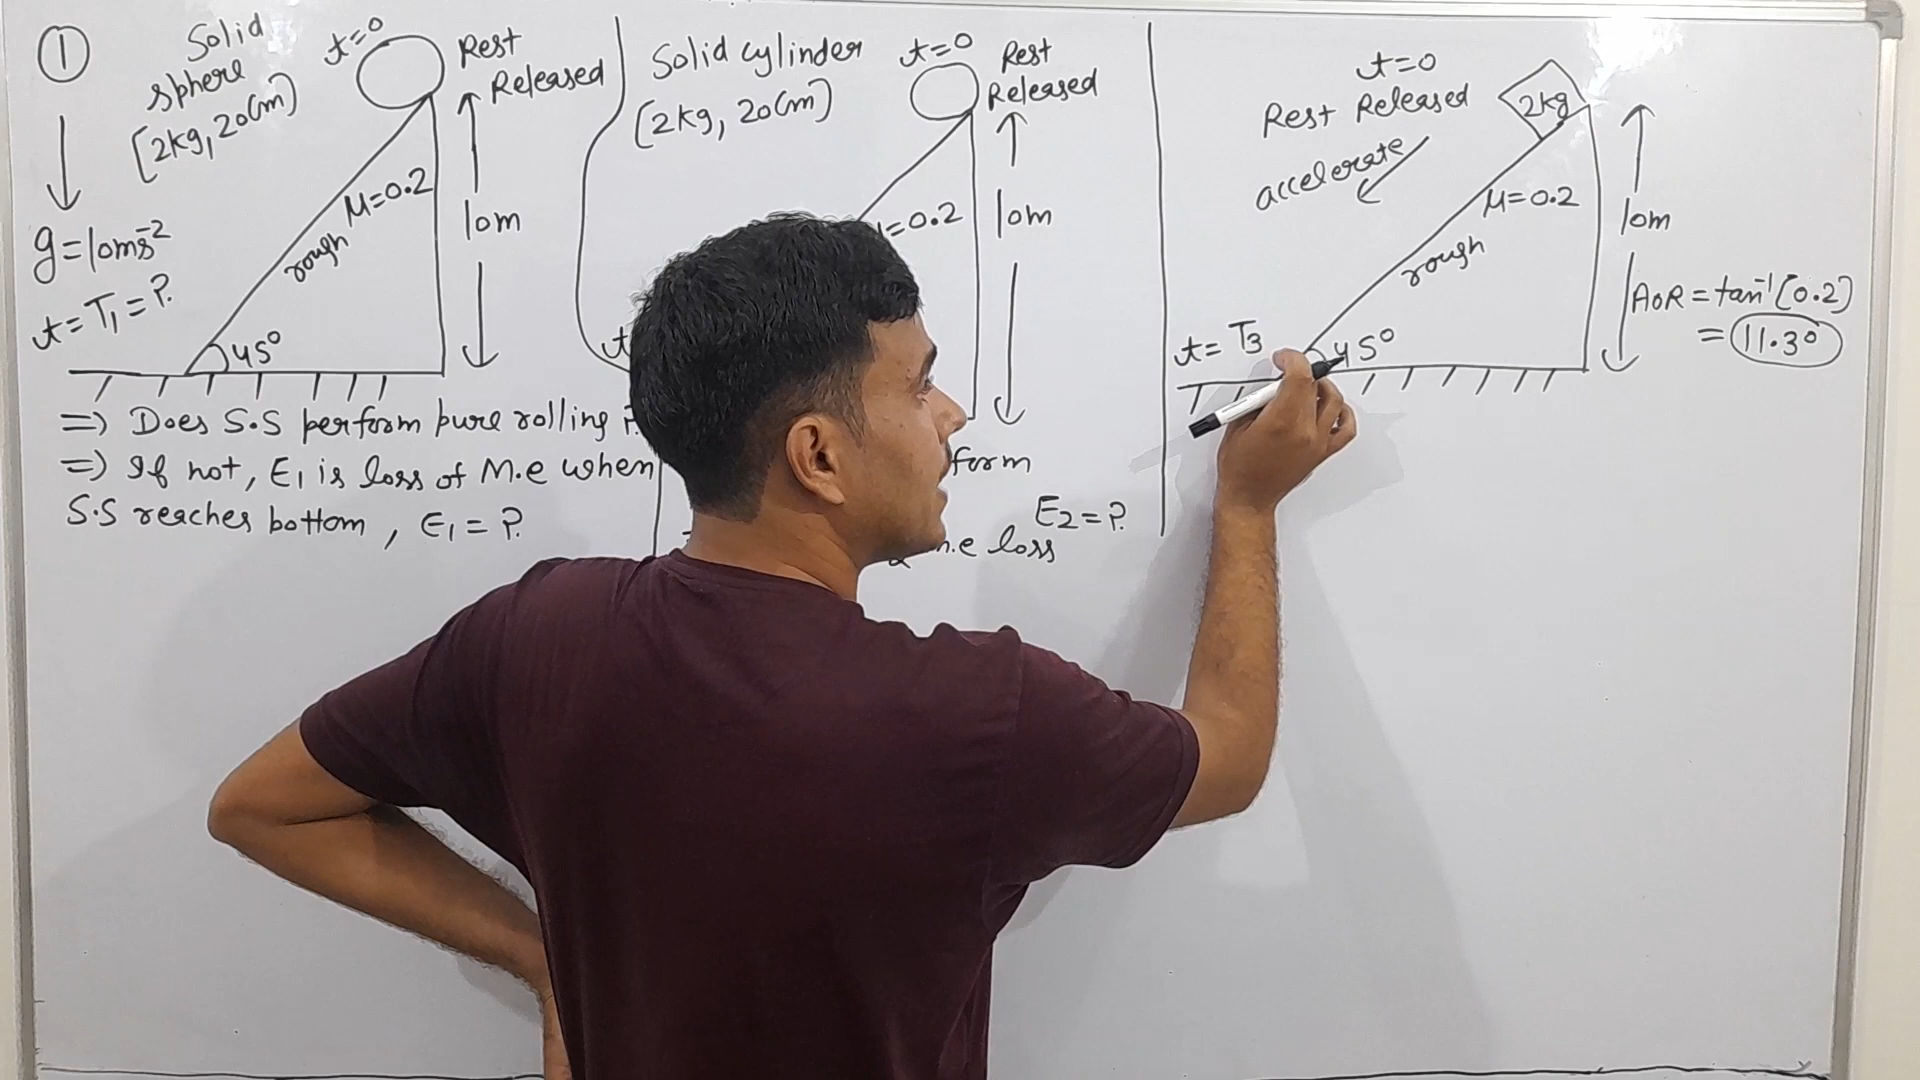 ①
Solid
sphere
[2kg, 20cm]
t=0
Rest
Released
g=10ms⁻²
t=T₁=?
rough
μ=0.2
10m
45°
=) Does S.S perform pure rolling ?
=) If not, E₁ is loss of M.e when
S.S reaches bottom, E₁=?
Solid cylinder
[2kg, 20cm]
t=0
Rest
Released
=0.2
10m
t
form
E₂=?
m.e loss
t=0
Rest Released
accelerate
2kg
μ=0.2
rough
10m
t=T₃
45°
AOR=tan⁻¹(0.2)
=11.3°